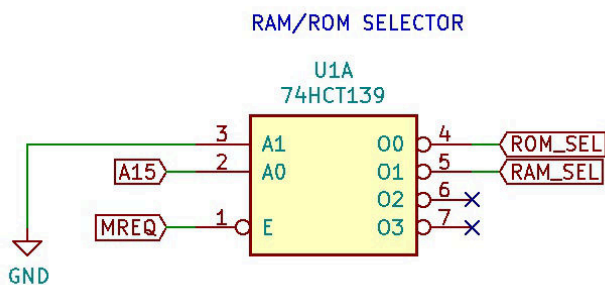 RAM/ROM SELECTOR
U1A
74HCT139
3 A1 O0 4 ROM_SEL
A15 2 A0 O1 5 RAM_SEL
O2 6
MREQ 1 E O3 7
GND